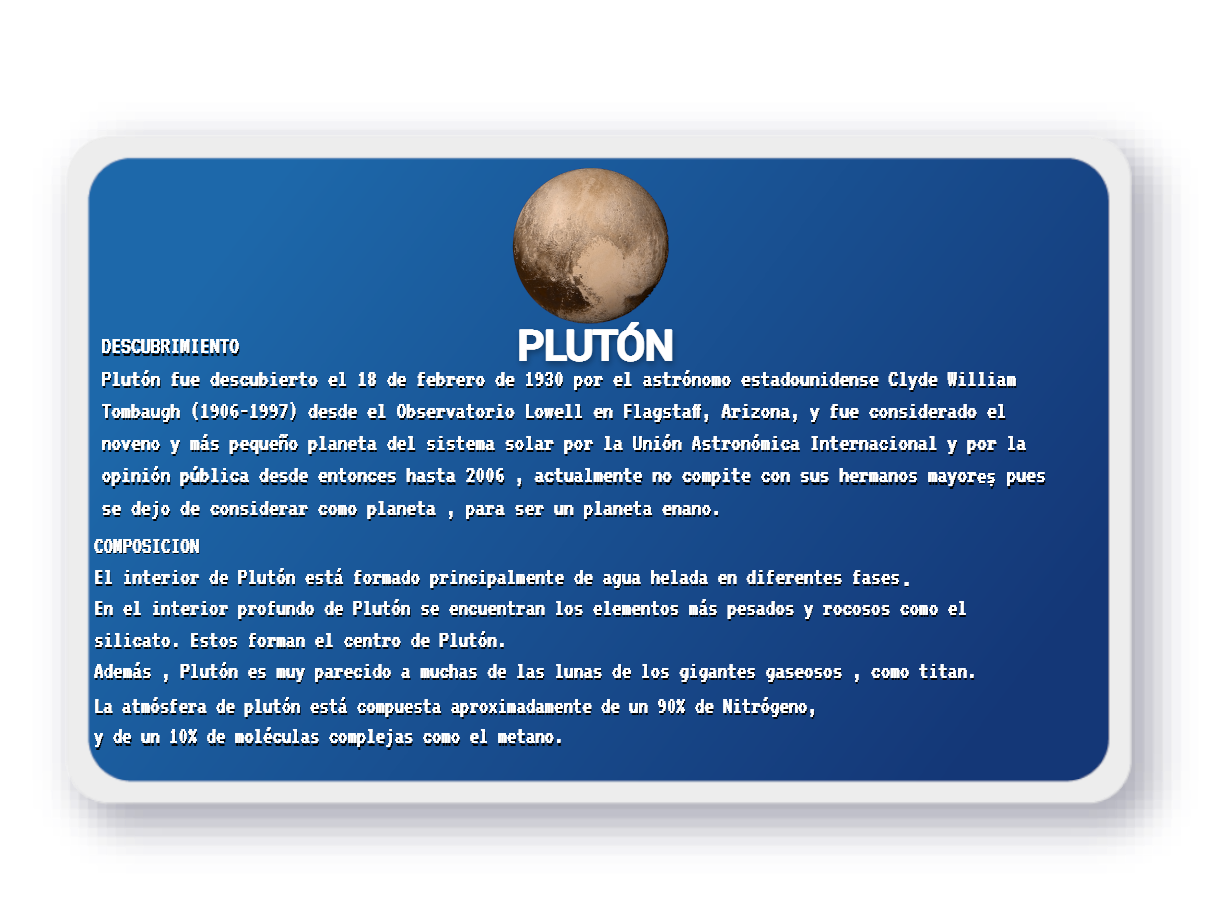 PLUTÓN
DESCUBRIMIENTO
Plutón fue descubierto el 18 de febrero de 1930 por el astrónomo estadounidense Clyde William
Tombaugh (1906-1997) desde el Observatorio Lowell en Flagstaff, Arizona, y fue considerado el
noveno y más pequeño planeta del sistema solar por la Unión Astronómica Internacional y por la
opinión pública desde entonces hasta 2006 , actualmente no compite con sus hermanos mayores pues
se dejo de considerar como planeta , para ser un planeta enano.
COMPOSICION
El interior de Plutón está formado principalmente de agua helada en diferentes fases.
En el interior profundo de Plutón se encuentran los elementos más pesados y rocosos como el
silicato. Estos forman el centro de Plutón.
Además , Plutón es muy parecido a muchas de las lunas de los gigantes gaseosos , como titan.
La atmósfera de plutón está compuesta aproximadamente de un 90% de Nitrógeno,
y de un 10% de moléculas complejas como el metano.